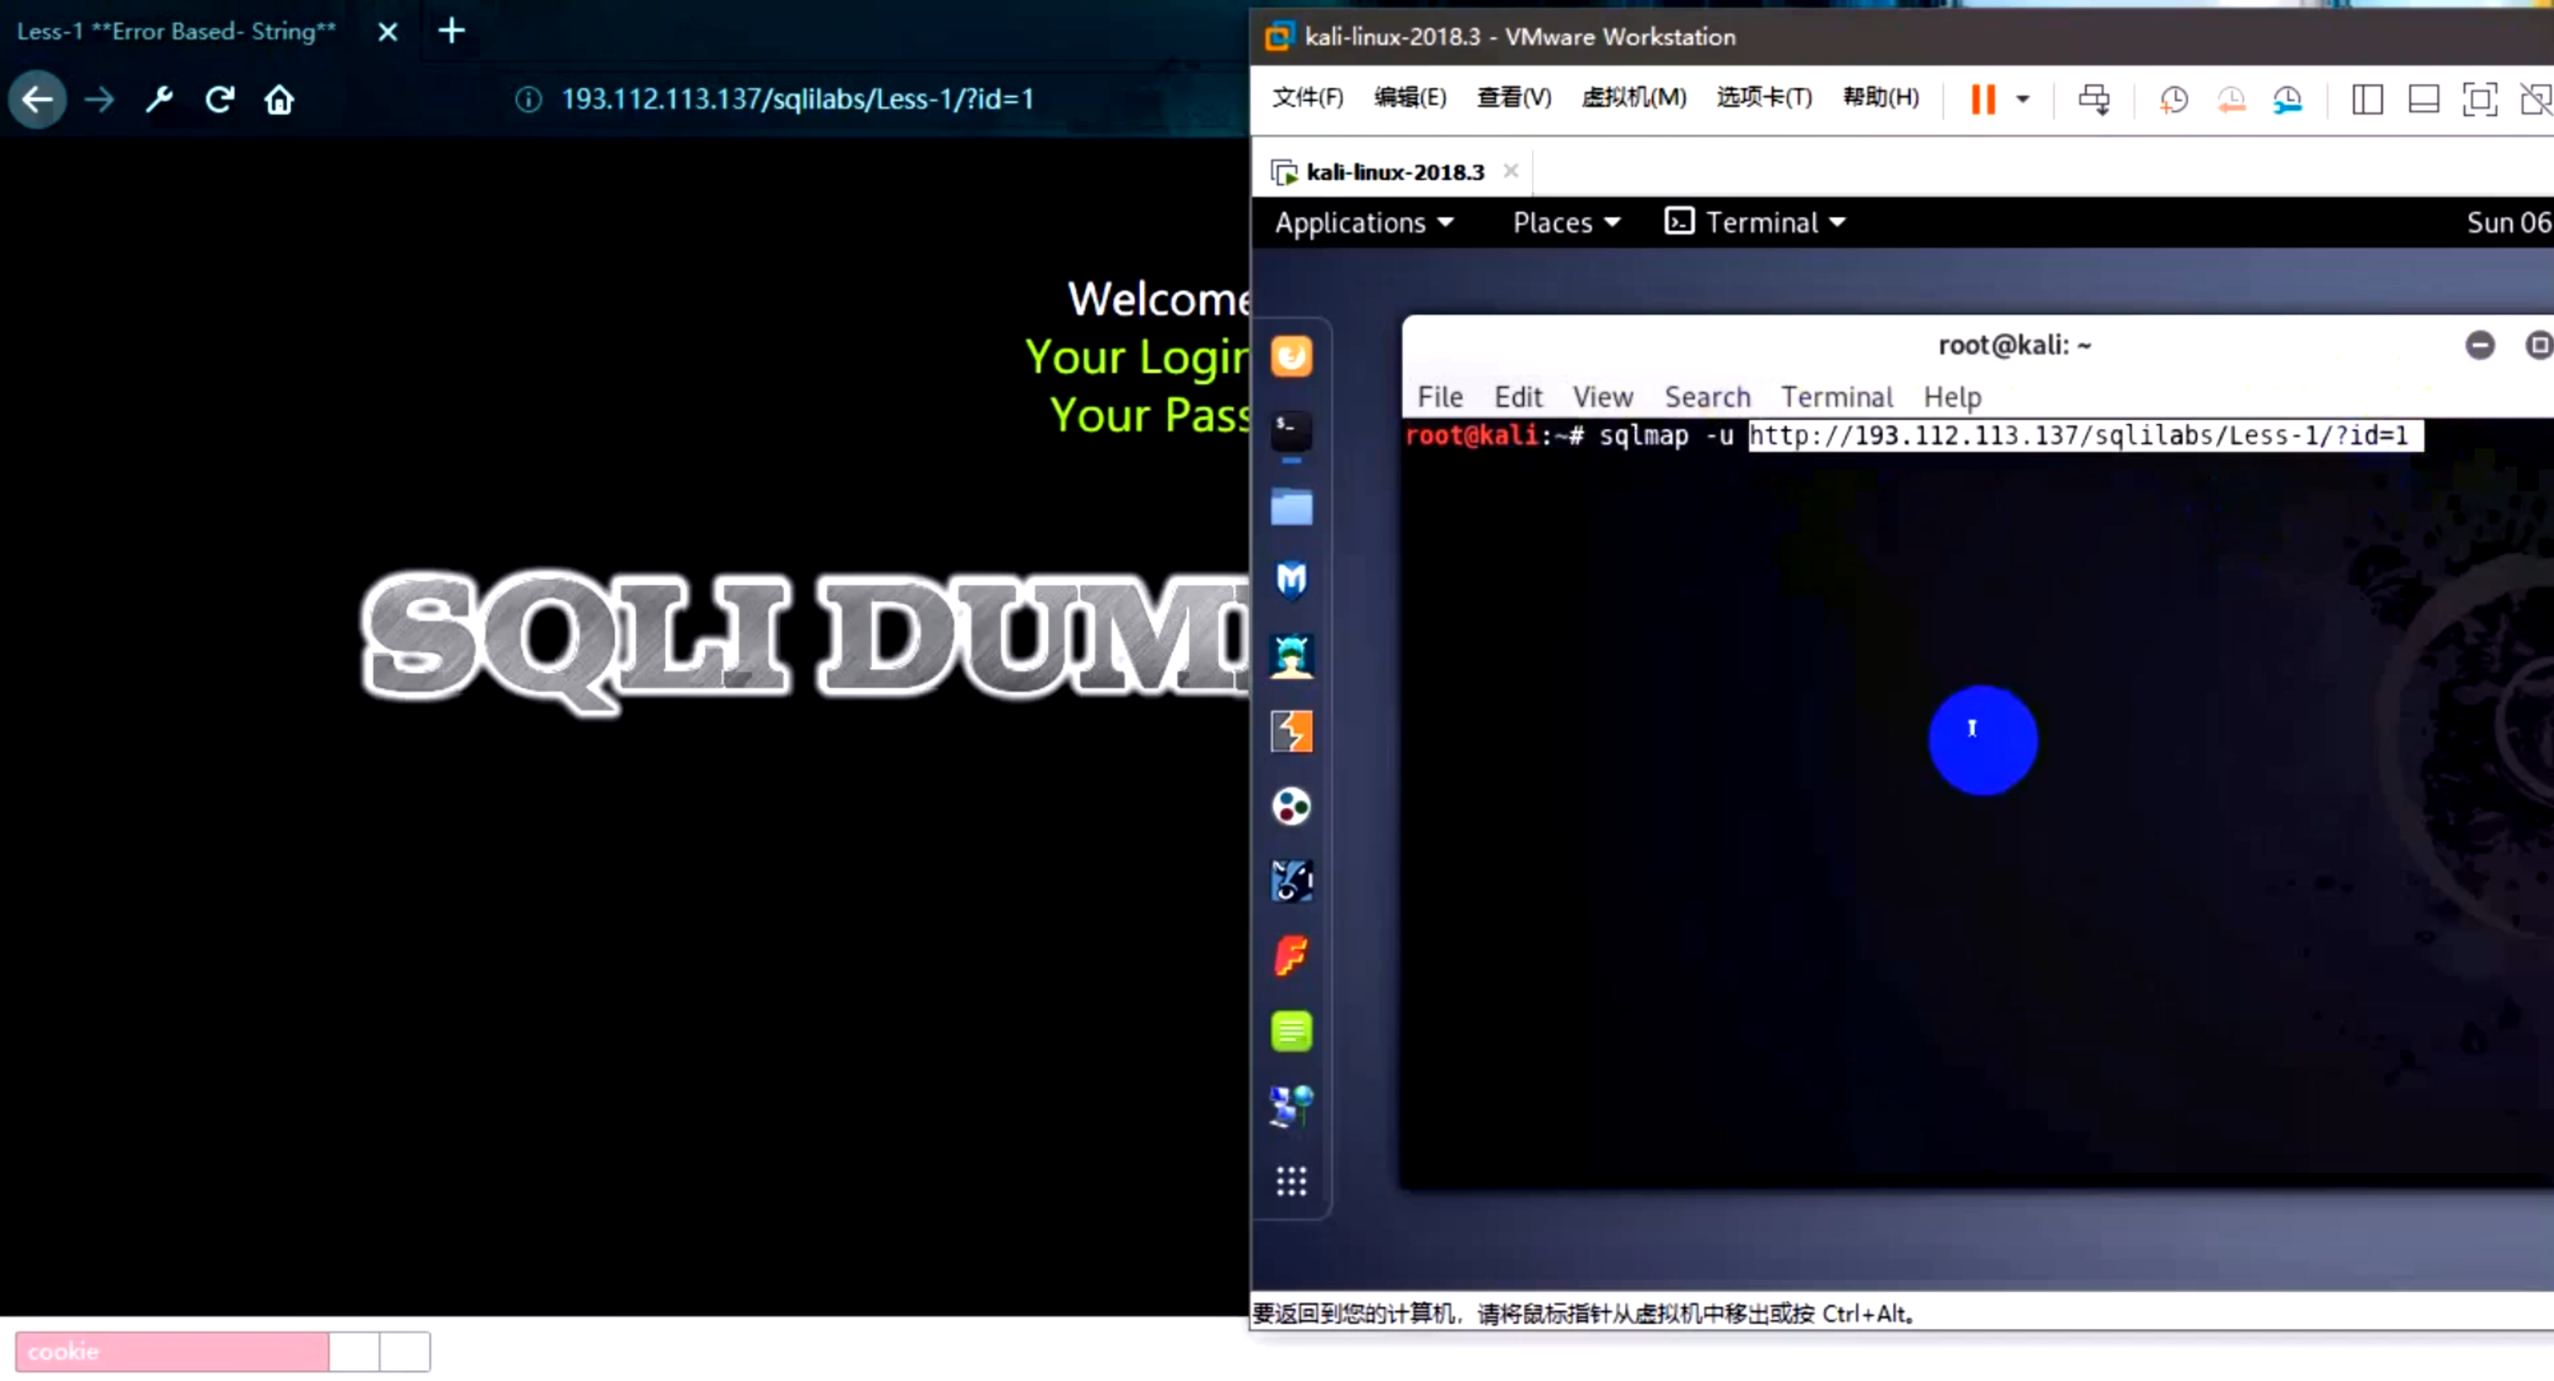 Less-1 **Error Based- String**
193.112.113.137/sqlilabs/Less-1/?id=1
Welcome
Your Login
Your Pass
SQLI DUM
cookie
kali-linux-2018.3 - VMware Workstation
文件(F) 编辑(E) 查看(V) 虚拟机(M) 选项卡(T) 帮助(H)
kali-linux-2018.3
Applications Places Terminal Sun 06
root@kali: ~
File Edit View Search Terminal Help
root@kali:~# sqlmap -u http://193.112.113.137/sqlilabs/Less-1/?id=1
要返回到您的计算机，请将鼠标指针从虚拟机中移出或按 Ctrl+Alt。